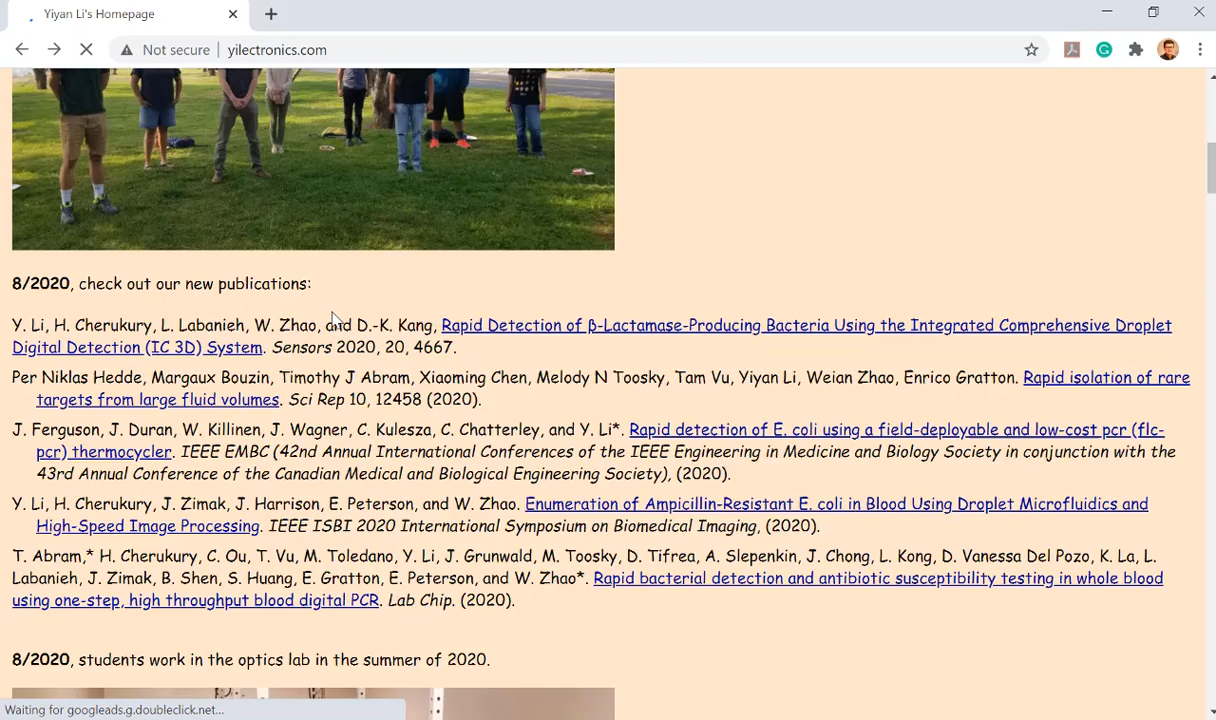 Yiyan Li's Homepage
Not secure | yilectronics.com
8/2020, check out our new publications:
Y. Li, H. Cherukury, L. Labanieh, W. Zhao, and D.-K. Kang, Rapid Detection of β-Lactamase-Producing Bacteria Using the Integrated Comprehensive Droplet
Digital Detection (IC 3D) System. Sensors 2020, 20, 4667.
Per Niklas Hedde, Margaux Bouzin, Timothy J Abram, Xiaoming Chen, Melody N Toosky, Tam Vu, Yiyan Li, Weian Zhao, Enrico Gratton. Rapid isolation of rare
targets from large fluid volumes. Sci Rep 10, 12458 (2020).
J. Ferguson, J. Duran, W. Killinen, J. Wagner, C. Kulesza, C. Chatterley, and Y. Li*. Rapid detection of E. coli using a field-deployable and low-cost pcr (flc-
pcr) thermocycler. IEEE EMBC (42nd Annual International Conferences of the IEEE Engineering in Medicine and Biology Society in conjunction with the
43rd Annual Conference of the Canadian Medical and Biological Engineering Society), (2020).
Y. Li, H. Cherukury, J. Zimak, J. Harrison, E. Peterson, and W. Zhao. Enumeration of Ampicillin-Resistant E. coli in Blood Using Droplet Microfluidics and
High-Speed Image Processing. IEEE ISBI 2020 International Symposium on Biomedical Imaging, (2020).
T. Abram,* H. Cherukury, C. Ou, T. Vu, M. Toledano, Y. Li, J. Grunwald, M. Toosky, D. Tifrea, A. Slepenkin, J. Chong, L. Kong, D. Vanessa Del Pozo, K. La, L.
Labanieh, J. Zimak, B. Shen, S. Huang, E. Gratton, E. Peterson, and W. Zhao*. Rapid bacterial detection and antibiotic susceptibility testing in whole blood
using one-step, high throughput blood digital PCR. Lab Chip. (2020).
8/2020, students work in the optics lab in the summer of 2020.
Waiting for googleads.g.doubleclick.net...